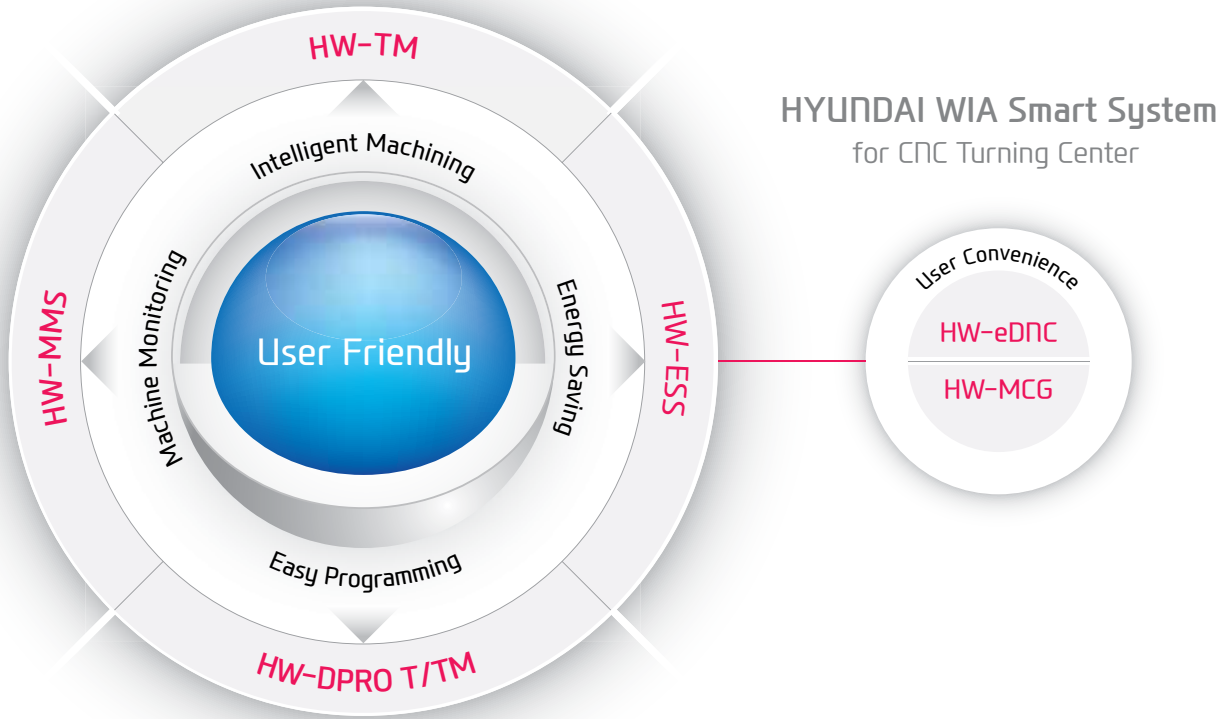 HW-TM
Intelligent Machining
HYUNDAI WIA Smart System
for CNC Turning Center
Machine Monitoring
HW-MMS
User Friendly
Energy Saving
HW-ESS
User Convenience
HW-eDNC
HW-MCG
Easy Programming
HW-DPRO T/TM